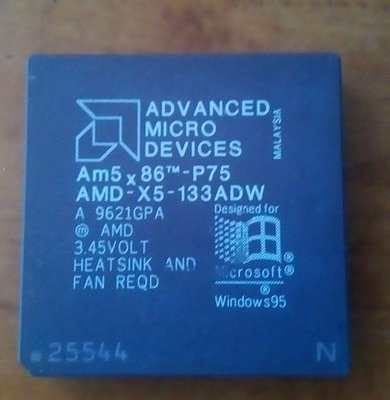 ADVANCED
MICRO
DEVICES
MALAYSIA
Am5x86™-P75
AMD-X5-133ADW
A 9621GPA
Ⓜ AMD
3.45VOLT
HEATSINK AND
FAN REQD
Designed for
Microsoft®
®
Windows95
25544
N